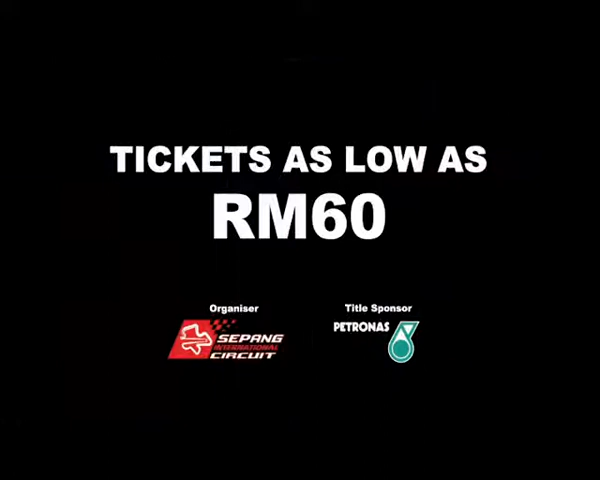 TICKETS AS LOW AS
RM60
Organiser
Title Sponsor
SEPANG
INTERNATIONAL
CIRCUIT
PETRONAS